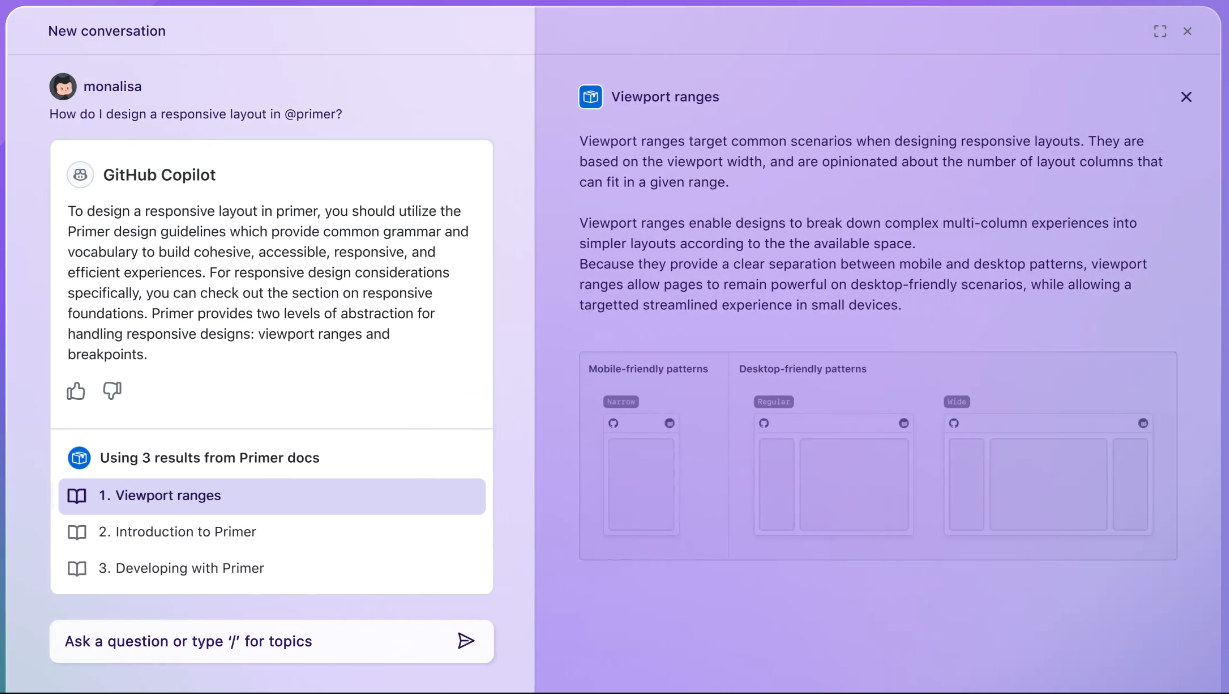 New conversation
monalisa
How do I design a responsive layout in @primer?
GitHub Copilot
To design a responsive layout in primer, you should utilize the
Primer design guidelines which provide common grammar and
vocabulary to build cohesive, accessible, responsive, and
efficient experiences. For responsive design considerations
specifically, you can check out the section on responsive
foundations. Primer provides two levels of abstraction for
handling responsive designs: viewport ranges and
breakpoints.
Using 3 results from Primer docs
1. Viewport ranges
2. Introduction to Primer
3. Developing with Primer
Ask a question or type ‘/’ for topics
Viewport ranges
Viewport ranges target common scenarios when designing responsive layouts. They are
based on the viewport width, and are opinionated about the number of layout columns that
can fit in a given range.
Viewport ranges enable designs to break down complex multi-column experiences into
simpler layouts according to the the available space.
Because they provide a clear separation between mobile and desktop patterns, viewport
ranges allow pages to remain powerful on desktop-friendly scenarios, while allowing a
targetted streamlined experience in small devices.
Mobile-friendly patterns
Desktop-friendly patterns
Narrow
Regular
Wide